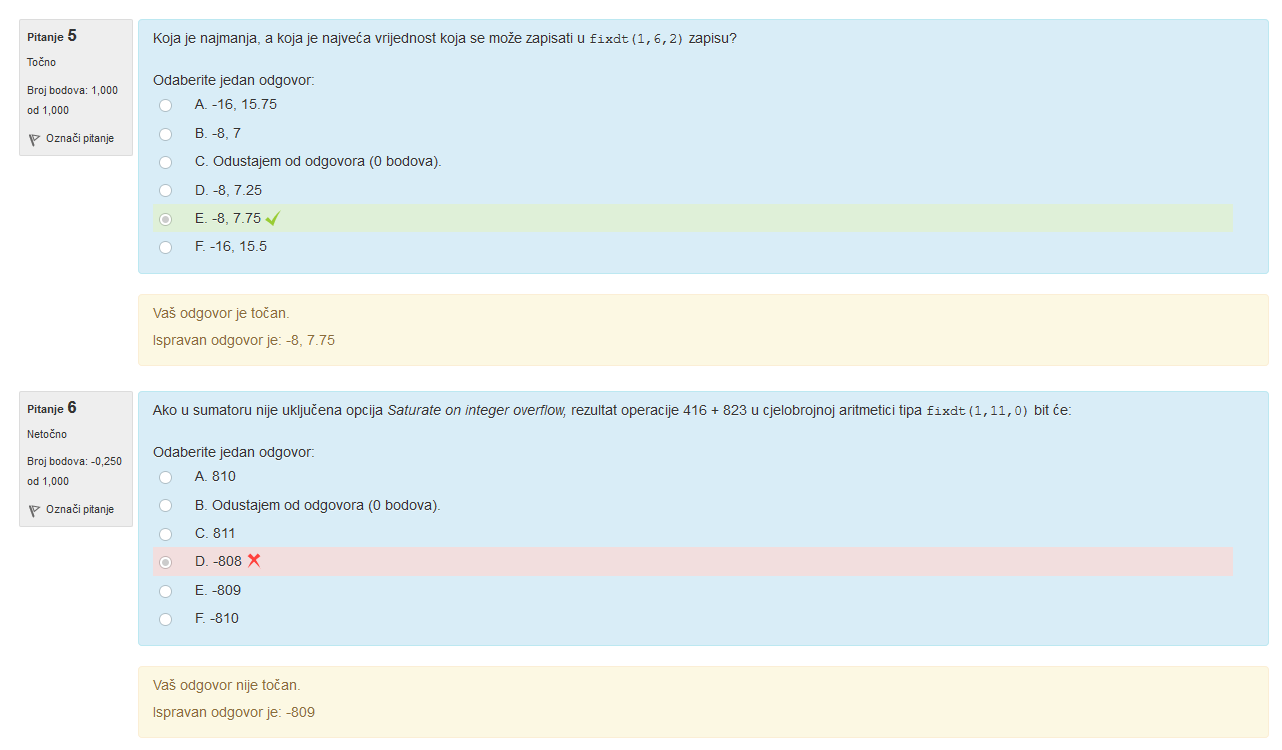 Pitanje 5
Točno
Broj bodova: 1,000
od 1,000
Označi pitanje
Koja je najmanja, a koja je najveća vrijednost koja se može zapisati u fixdt(1,6,2) zapisu?
Odaberite jedan odgovor:
A. -16, 15.75
B. -8, 7
C. Odustajem od odgovora (0 bodova).
D. -8, 7.25
E. -8, 7.75
F. -16, 15.5
Vaš odgovor je točan.
Ispravan odgovor je: -8, 7.75
Pitanje 6
Netočno
Broj bodova: -0,250
od 1,000
Označi pitanje
Ako u sumatoru nije uključena opcija Saturate on integer overflow, rezultat operacije 416 + 823 u cjelobrojnoj aritmetici tipa fixdt(1,11,0) bit će:
Odaberite jedan odgovor:
A. 810
B. Odustajem od odgovora (0 bodova).
C. 811
D. -808
E. -809
F. -810
Vaš odgovor nije točan.
Ispravan odgovor je: -809